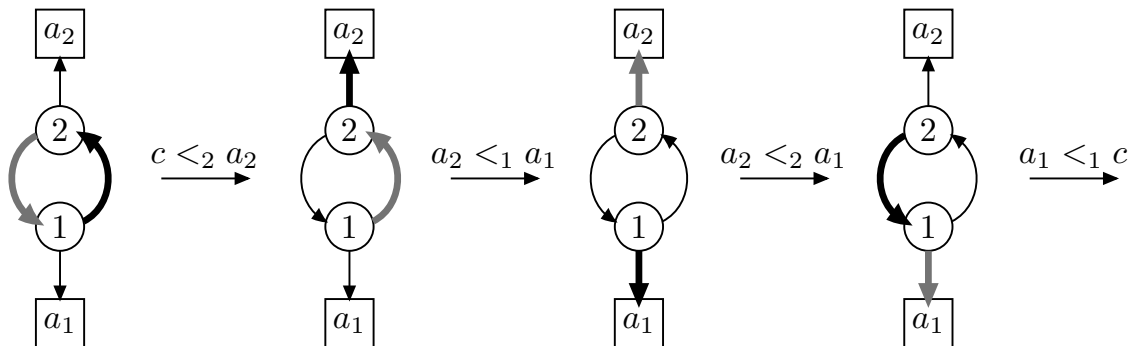 a₂ a₂ a₂ a₂
2 2 2 2
c <₂ a₂ a₂ <₁ a₁ a₂ <₂ a₁ a₁ <₁ c
1 1 1 1
a₁ a₁ a₁ a₁